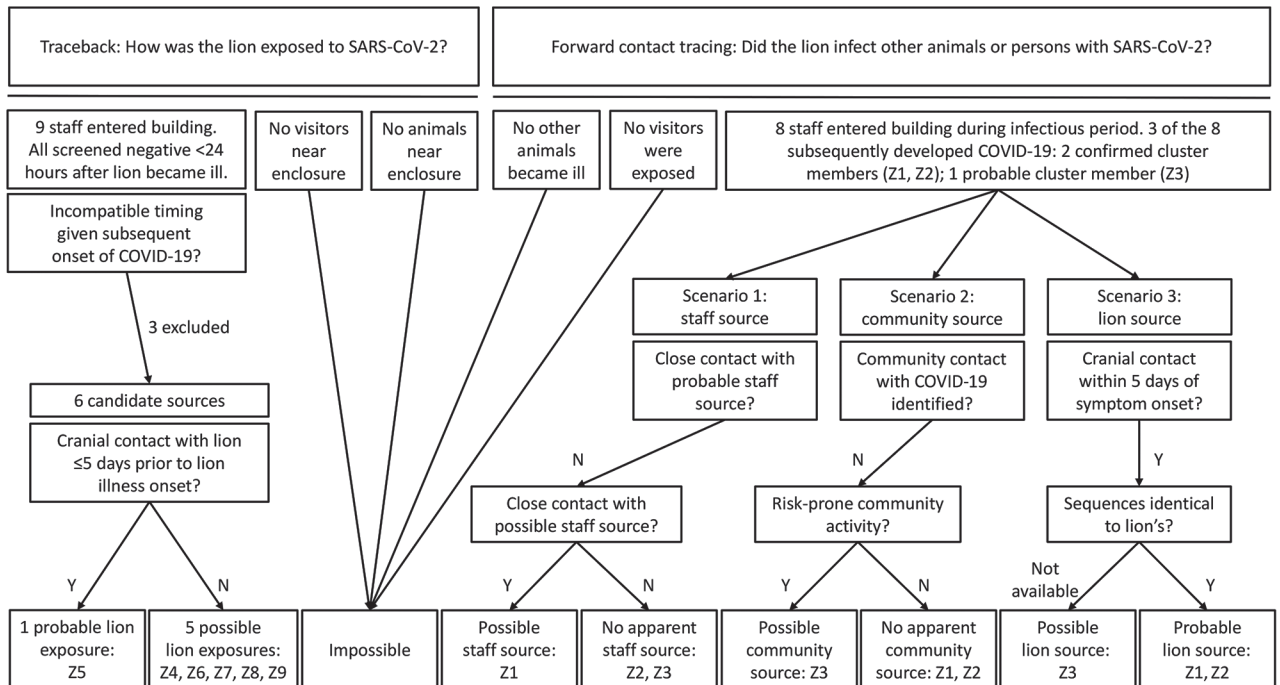 Traceback: How was the lion exposed to SARS-CoV-2?
Forward contact tracing: Did the lion infect other animals or persons with SARS-CoV-2?
9 staff entered building.
All screened negative <24
hours after lion became ill.
No visitors
near
enclosure
No animals
near
enclosure
No other
animals
became ill
No visitors
were
exposed
8 staff entered building during infectious period. 3 of the 8
subsequently developed COVID-19: 2 confirmed cluster
members (Z1, Z2); 1 probable cluster member (Z3)
Incompatible timing
given subsequent
onset of COVID-19?
3 excluded
6 candidate sources
Cranial contact with lion
≤5 days prior to lion
illness onset?
Y
N
Scenario 1:
staff source
Close contact with
probable staff
source?
N
Close contact with
possible staff source?
Y
N
Scenario 2:
community source
Community contact
with COVID-19
identified?
N
Risk-prone community
activity?
Y
N
Scenario 3:
lion source
Cranial contact
within 5 days of
symptom onset?
Y
Sequences identical
to lion's?
Not
available
Y
1 probable lion
exposure:
Z5
5 possible
lion exposures:
Z4, Z6, Z7, Z8, Z9
Impossible
Possible
staff source:
Z1
No apparent
staff source:
Z2, Z3
Possible
community
source: Z3
No apparent
community
source: Z1, Z2
Possible
lion source:
Z3
Probable
lion source:
Z1, Z2